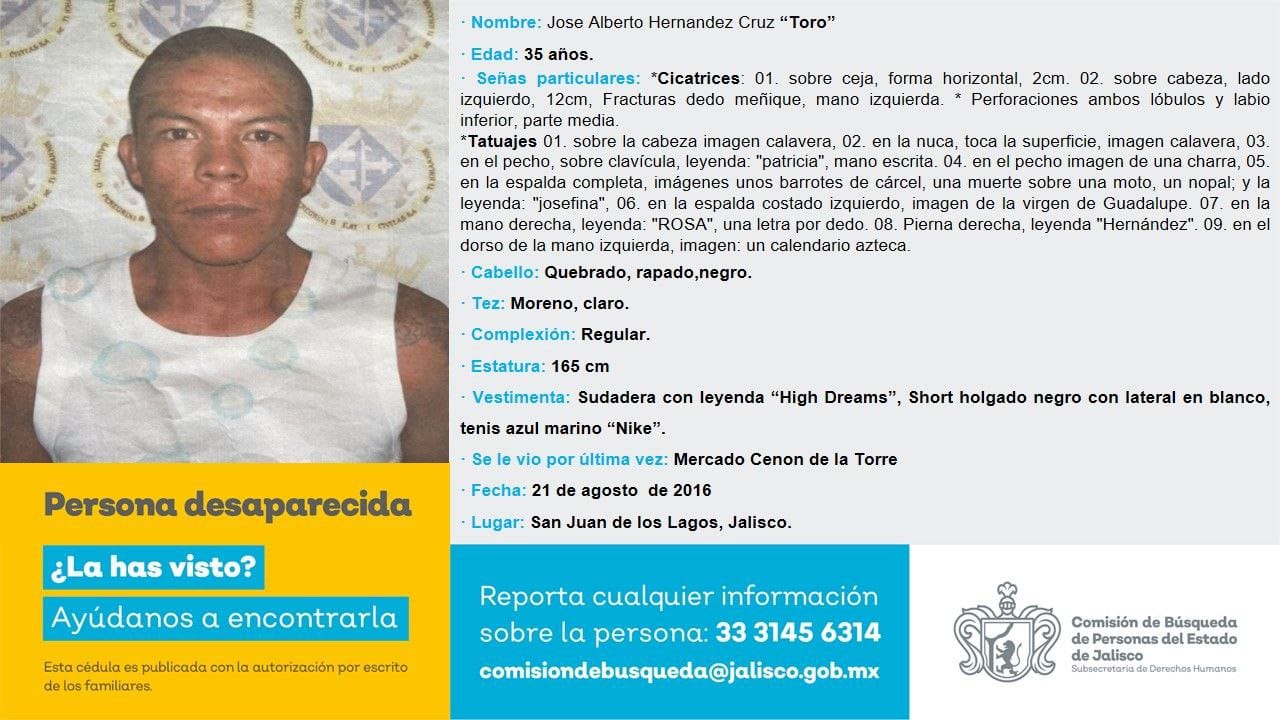 · Nombre: Jose Alberto Hernandez Cruz “Toro”
· Edad: 35 años.
· Señas particulares: *Cicatrices: 01. sobre ceja, forma horizontal, 2cm. 02. sobre cabeza, lado
izquierdo, 12cm, Fracturas dedo meñique, mano izquierda. * Perforaciones ambos lóbulos y labio
inferior, parte media.
*Tatuajes 01. sobre la cabeza imagen calavera, 02. en la nuca, toca la superficie, imagen calavera, 03.
en el pecho, sobre clavícula, leyenda: "patricia", mano escrita. 04. en el pecho imagen de una charra, 05.
en la espalda completa, imágenes unos barrotes de cárcel, una muerte sobre una moto, un nopal; y la
leyenda: "josefina", 06. en la espalda costado izquierdo, imagen de la virgen de Guadalupe. 07. en la
mano derecha, leyenda: "ROSA", una letra por dedo. 08. Pierna derecha, leyenda "Hernández". 09. en el
dorso de la mano izquierda, imagen: un calendario azteca.
· Cabello: Quebrado, rapado,negro.
· Tez: Moreno, claro.
· Complexión: Regular.
· Estatura: 165 cm
· Vestimenta: Sudadera con leyenda “High Dreams”, Short holgado negro con lateral en blanco,
tenis azul marino “Nike”.
· Se le vio por última vez: Mercado Cenon de la Torre
· Fecha: 21 de agosto de 2016
· Lugar: San Juan de los Lagos, Jalisco.
Persona desaparecida
¿La has visto?
Ayúdanos a encontrarla
Esta cédula es publicada con la autorización por escrito
de los familiares.
Reporta cualquier información
sobre la persona: 33 3145 6314
comisiondebusqueda@jalisco.gob.mx
Comisión de Búsqueda
de Personas del Estado
de Jalisco
Subsecretaría de Derechos Humanos